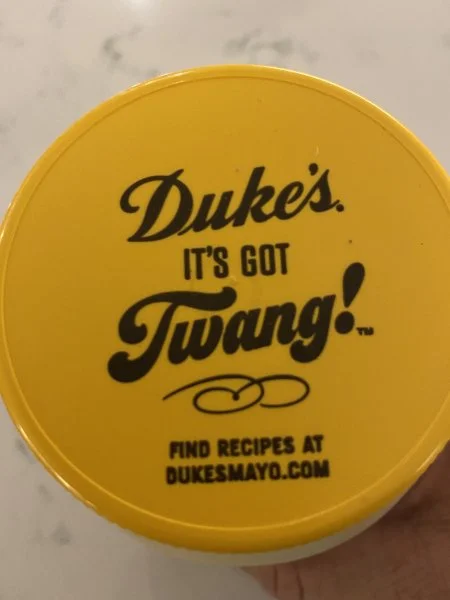 Duke's.
IT'S GOT
Twang!™
FIND RECIPES AT
DUKESMAYO.COM